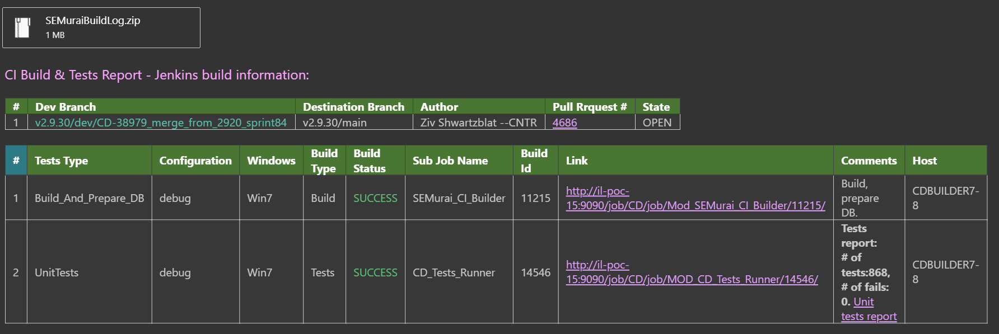 SEMuraiBuildLog.zip
1 MB
CI Build & Tests Report - Jenkins build information:
# Dev Branch Destination Branch Author Pull Rrquest # State
1 v2.9.30/dev/CD-38979_merge_from_2920_sprint84 v2.9.30/main Ziv Shwartzblat --CNTR 4686 OPEN
# Tests Type Configuration Windows Build Type Build Status Sub Job Name Build Id Link Comments Host
1 Build_And_Prepare_DB debug Win7 Build SUCCESS SEMurai_CI_Builder 11215 http://il-poc-15:9090/job/CD/job/Mod_SEMurai_CI_Builder/11215/ Build, prepare DB. CDBUILDER7-8
2 UnitTests debug Win7 Tests SUCCESS CD_Tests_Runner 14546 http://il-poc-15:9090/job/CD/job/MOD_CD_Tests_Runner/14546/ Tests report: # of tests:868, # of fails: 0. Unit tests report CDBUILDER7-8